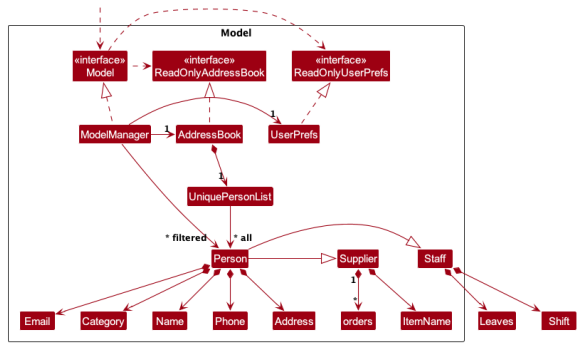 Model
«interface»
Model
«interface»
ReadOnlyAddressBook
«interface»
ReadOnlyUserPrefs
1
ModelManager
1
AddressBook
UserPrefs
1
UniquePersonList
* filtered
* all
Person
Supplier
Staff
1
*
Email
Category
Name
Phone
Address
orders
ItemName
Leaves
Shift